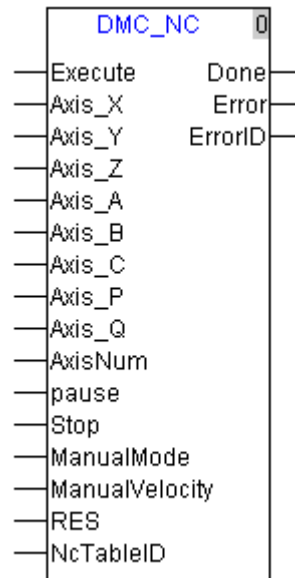 DMC_NC 0
Execute Done
Axis_X Error
Axis_Y ErrorID
Axis_Z
Axis_A
Axis_B
Axis_C
Axis_P
Axis_Q
AxisNum
pause
Stop
ManualMode
ManualVelocity
RES
NcTableID